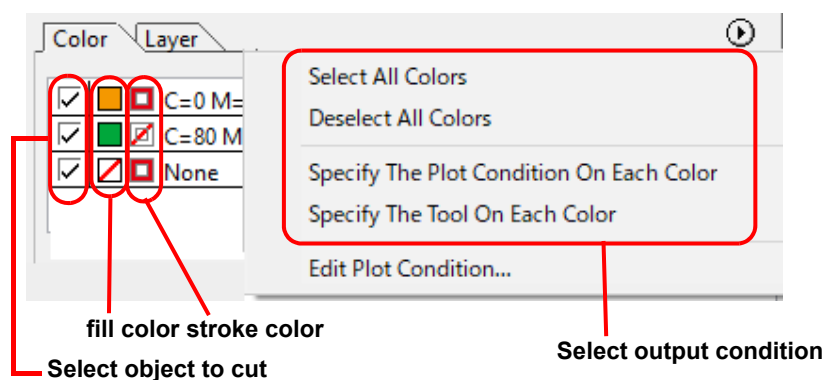 Color Layer
Select All Colors
C=0 M=
Deselect All Colors
C=80 M
None
Specify The Plot Condition On Each Color
Specify The Tool On Each Color
Edit Plot Condition...
fill color stroke color
Select output condition
Select object to cut